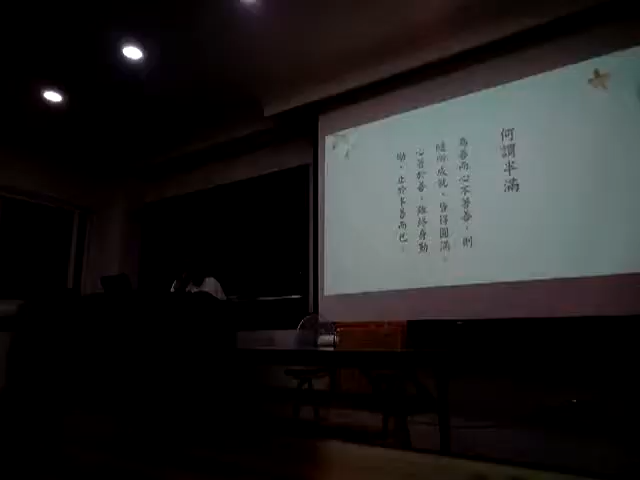 何謂半滿
為善而心不著善，則
隨所成就，皆得圓滿。
心著於善，雖終身勤
勵，止於半善而已。